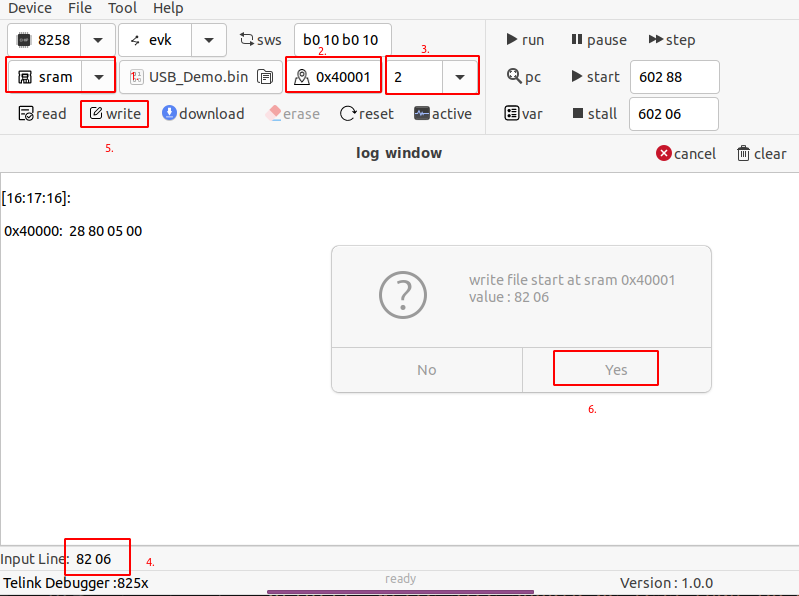 Device File Tool Help
8258 evk sws b0 10 b0 10 run pause step
2. 3.
sram USB_Demo.bin 0x40001 2 pc start 602 88
read write download erase reset active var stall 602 06
5.
log window cancel clear
[16:17:16]:
0x40000: 28 80 05 00
write file start at sram 0x40001
value : 82 06
No Yes
6.
Input Line: 82 06 4.
Telink Debugger :825x ready Version : 1.0.0